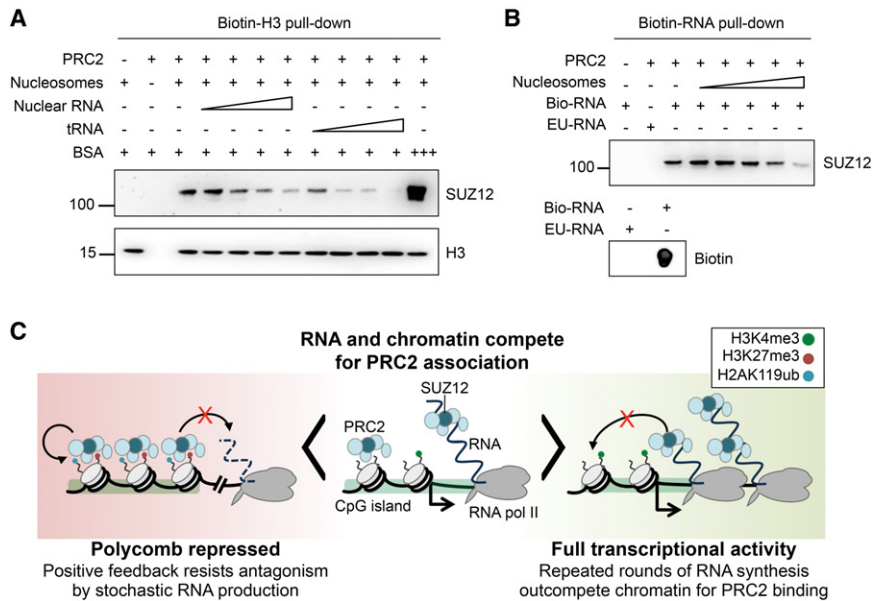 A
Biotin-H3 pull-down
PRC2 - + + + + + + + + + + +
Nucleosomes + - + + + + + + + + + +
Nuclear RNA - - - - - - - -
tRNA - - - - - - - -
BSA + + + + + + + + + + + +++
100
SUZ12
15
H3
B
Biotin-RNA pull-down
PRC2 - + + + + + + +
Nucleosomes - - -
Bio-RNA + - + + + + + +
EU-RNA - + - - - - - -
100
SUZ12
Bio-RNA - +
EU-RNA + -
Biotin
C
RNA and chromatin compete
for PRC2 association
H3K4me3
H3K27me3
H2AK119ub
SUZ12
PRC2
RNA
CpG island
RNA pol II
Polycomb repressed
Positive feedback resists antagonism
by stochastic RNA production
Full transcriptional activity
Repeated rounds of RNA synthesis
outcompete chromatin for PRC2 binding